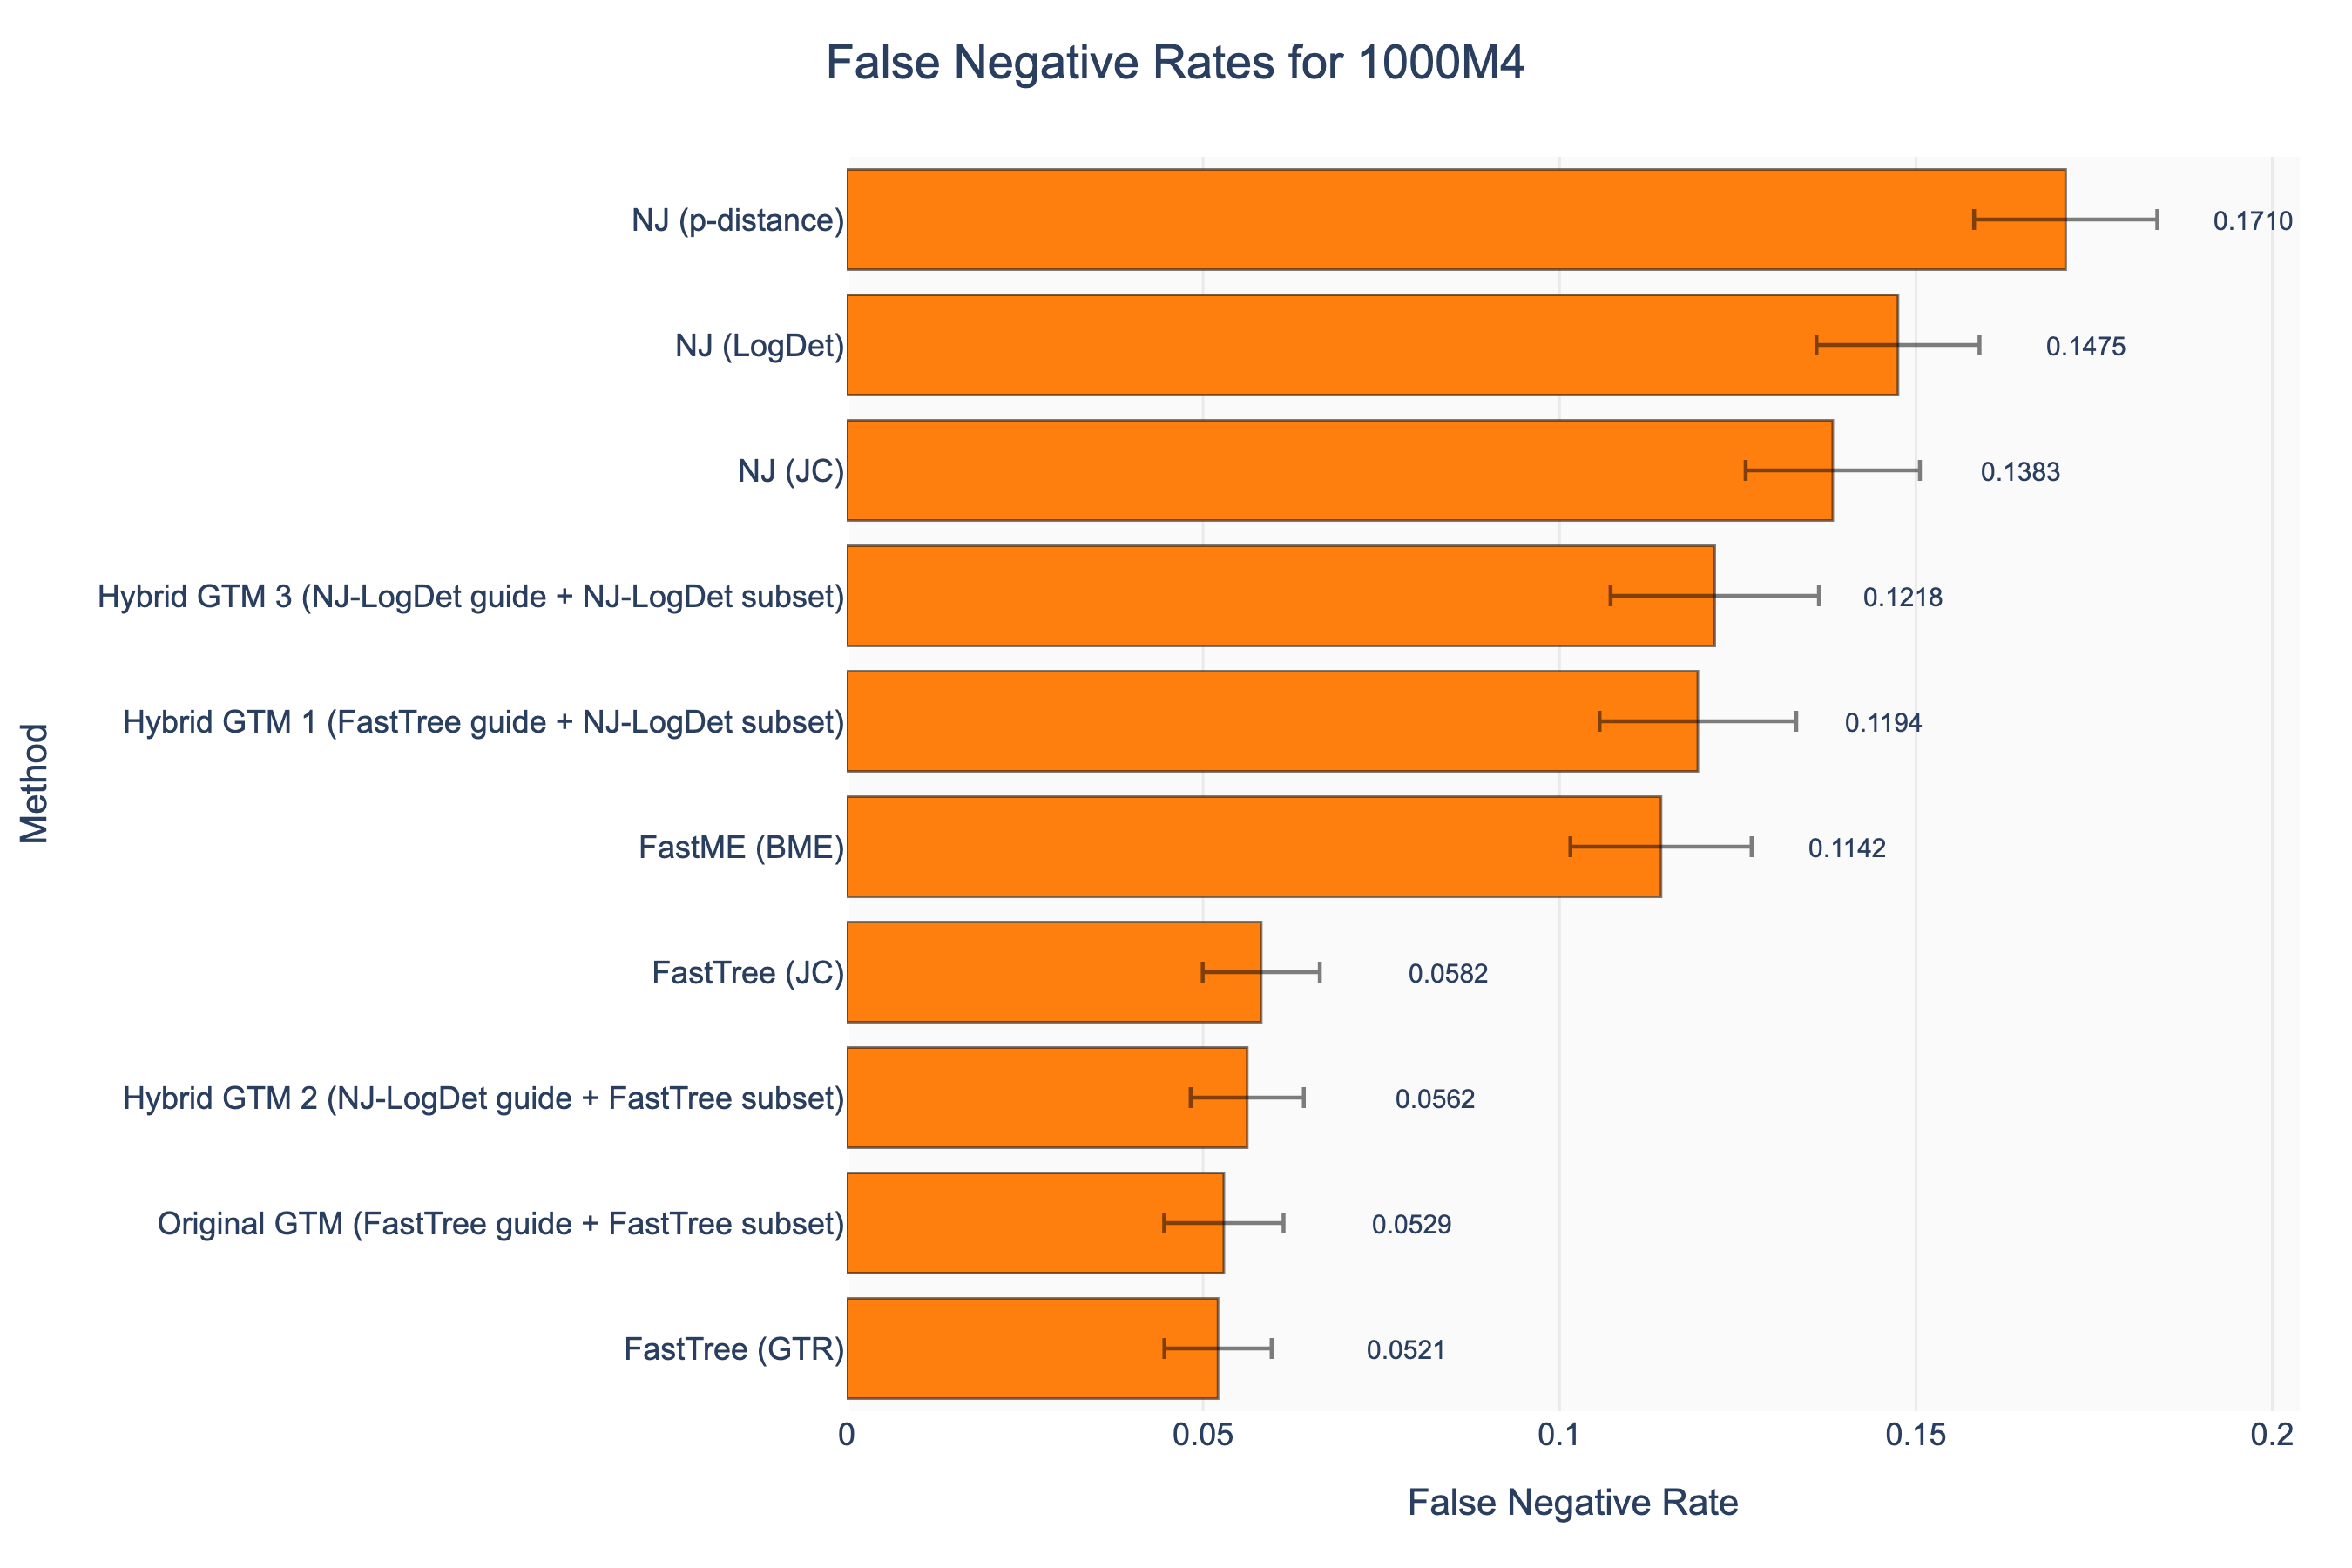 False Negative Rates for 1000M4
Method
NJ (p-distance) 0.1710
NJ (LogDet) 0.1475
NJ (JC) 0.1383
Hybrid GTM 3 (NJ-LogDet guide + NJ-LogDet subset) 0.1218
Hybrid GTM 1 (FastTree guide + NJ-LogDet subset) 0.1194
FastME (BME) 0.1142
FastTree (JC) 0.0582
Hybrid GTM 2 (NJ-LogDet guide + FastTree subset) 0.0562
Original GTM (FastTree guide + FastTree subset) 0.0529
FastTree (GTR) 0.0521
0 0.05 0.1 0.15 0.2
False Negative Rate